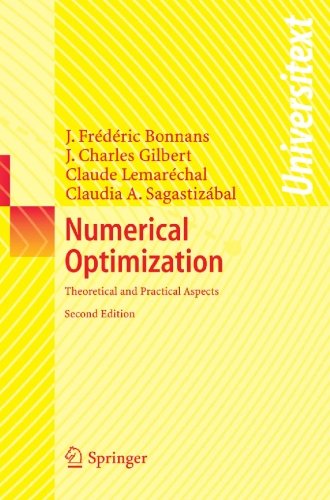 Universitext
J. Frédéric Bonnans
J. Charles Gilbert
Claude Lemaréchal
Claudia A. Sagastizábal
Numerical
Optimization
Theoretical and Practical Aspects
Second Edition
Springer